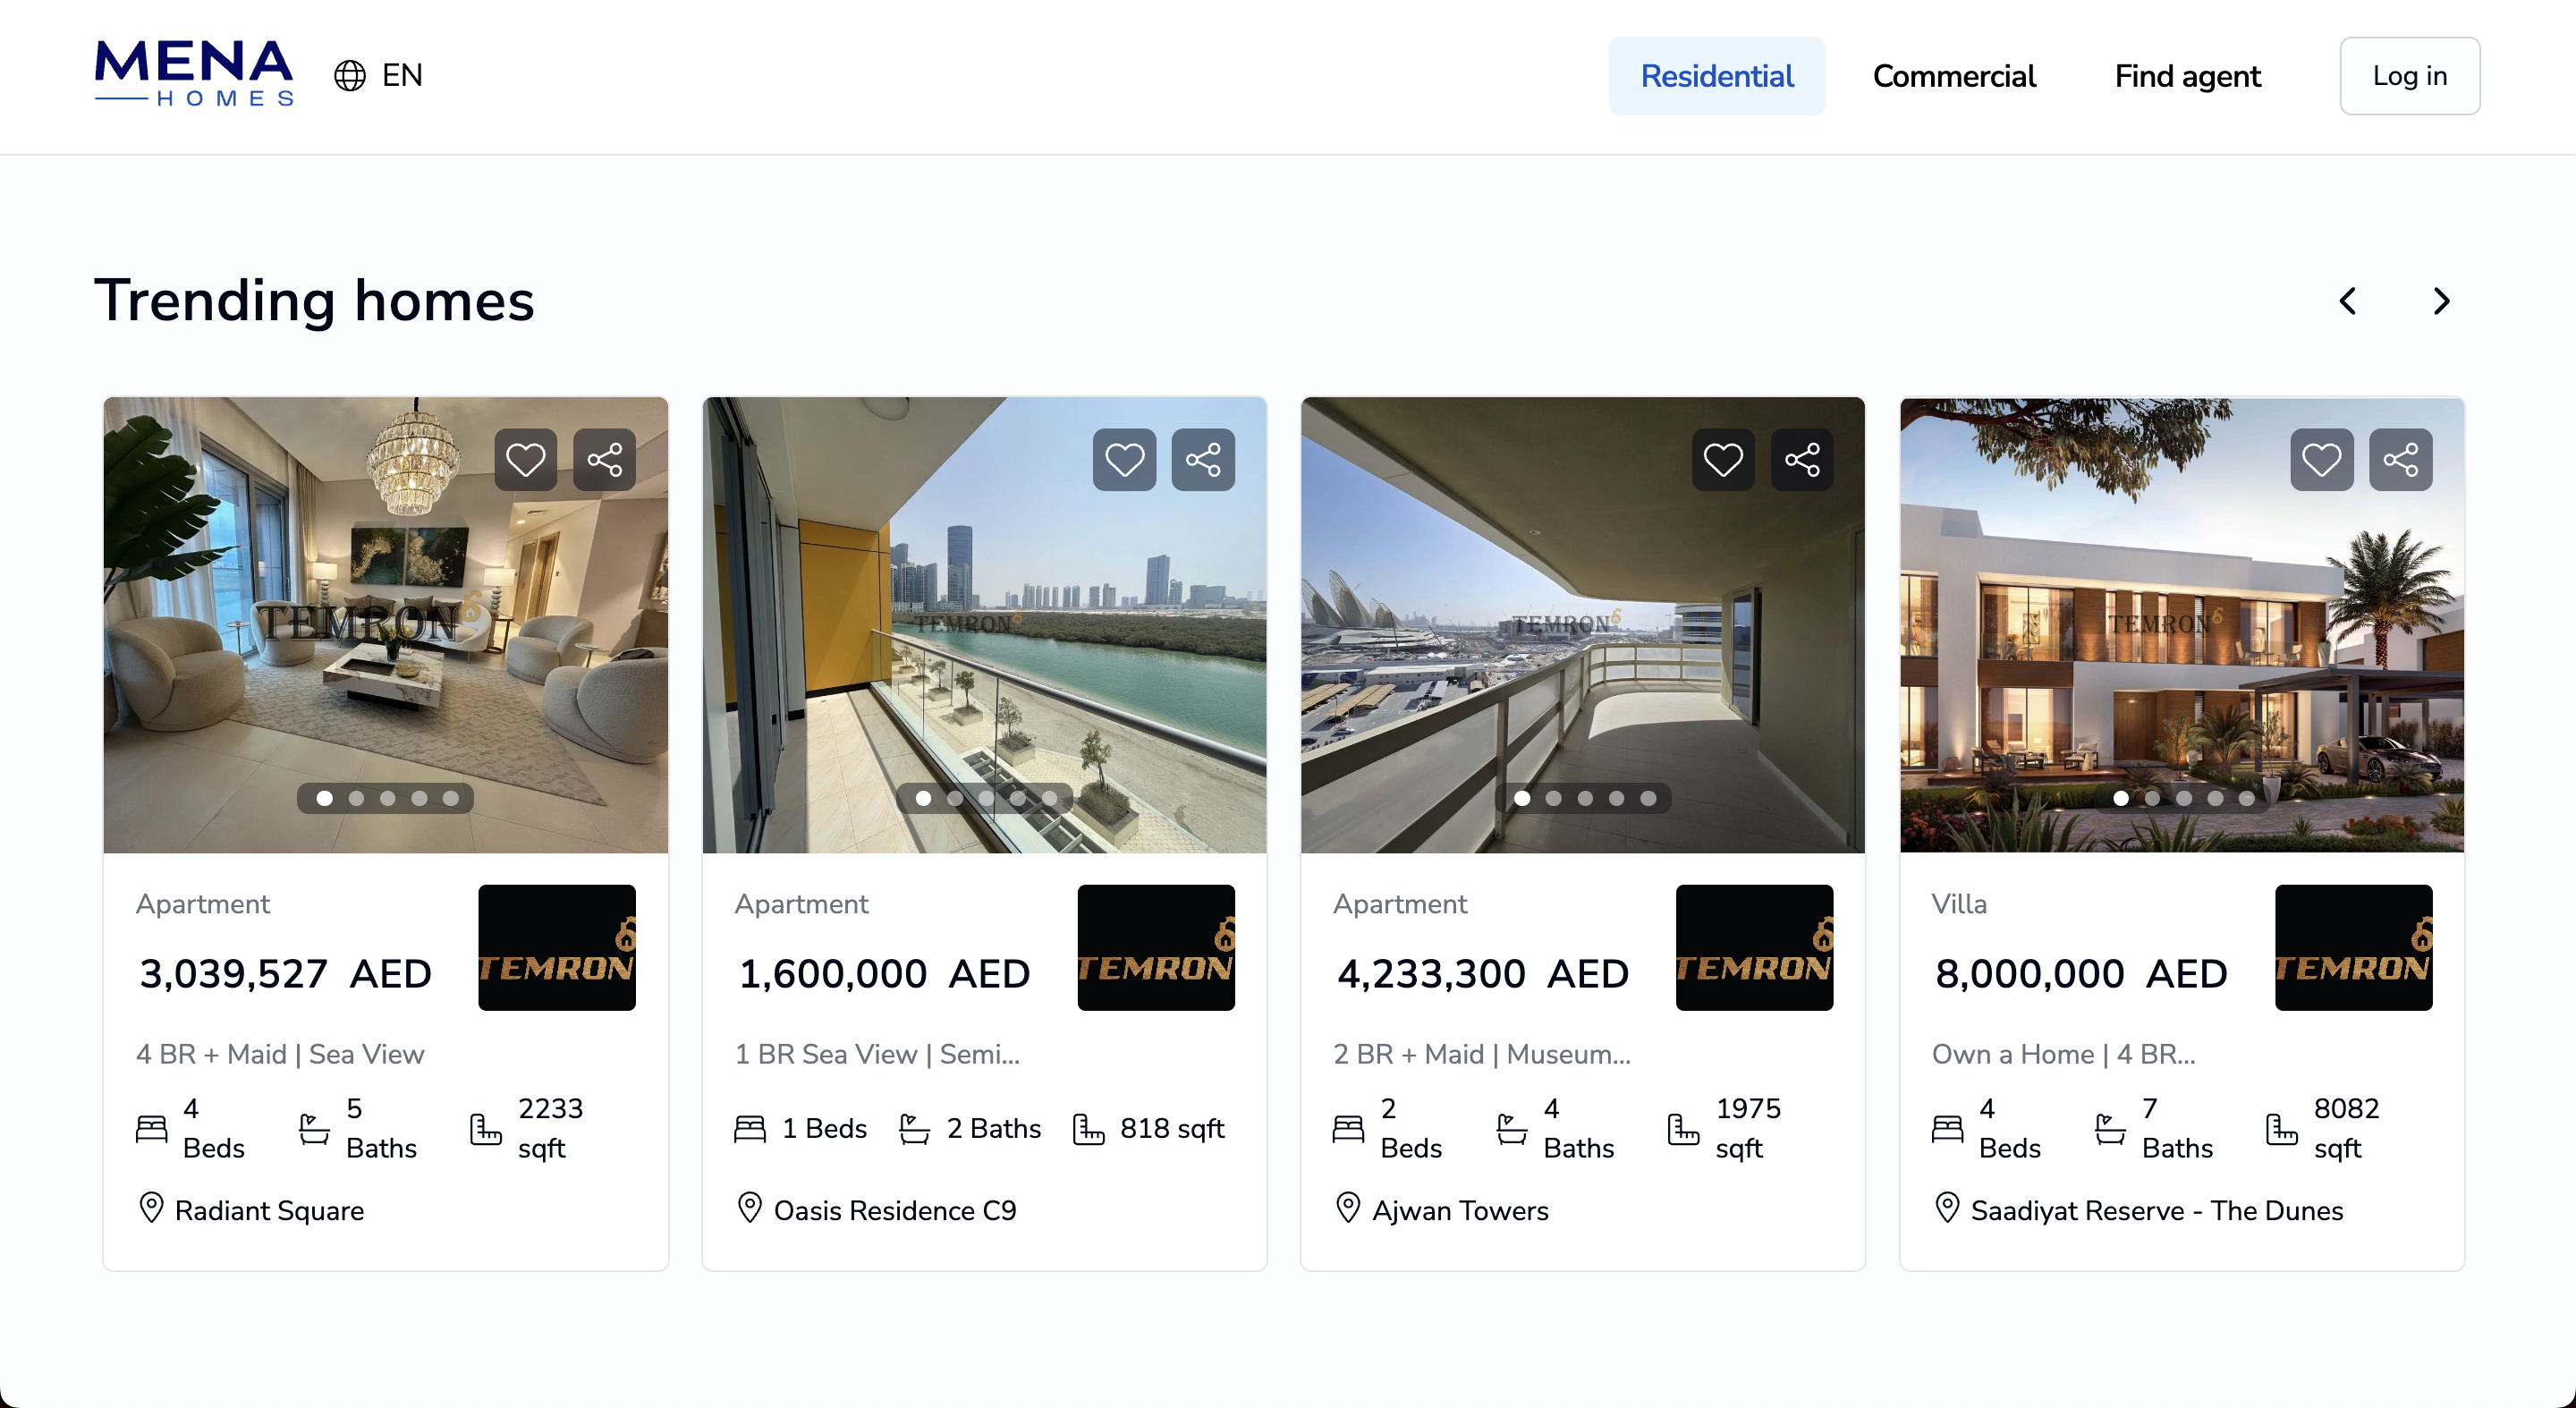 MENA
HOMES
EN
Residential
Commercial
Find agent
Log in
Trending homes
TEMRON
TEMRON
TEMRON
TEMRON
Apartment
3,039,527 AED
TEMRON
4 BR + Maid | Sea View
4 Beds
5 Baths
2233 sqft
Radiant Square
Apartment
1,600,000 AED
TEMRON
1 BR Sea View | Semi...
1 Beds
2 Baths
818 sqft
Oasis Residence C9
Apartment
4,233,300 AED
TEMRON
2 BR + Maid | Museum...
2 Beds
4 Baths
1975 sqft
Ajwan Towers
Villa
8,000,000 AED
TEMRON
Own a Home | 4 BR...
4 Beds
7 Baths
8082 sqft
Saadiyat Reserve - The Dunes